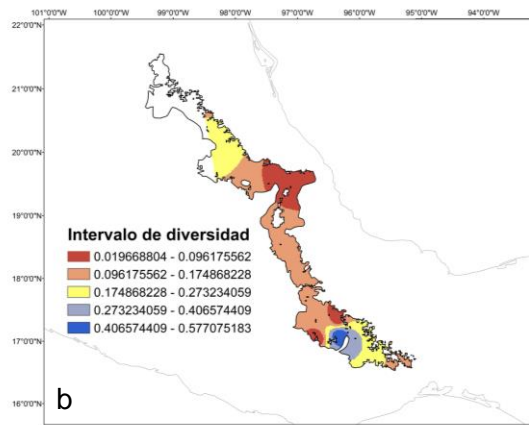 101°0'0"W 100°0'0"W 99°0'0"W 98°0'0"W 97°0'0"W 96°0'0"W 95°0'0"W 94°0'0"W
22°0'0"N
21°0'0"N
20°0'0"N
19°0'0"N
Intervalo de diversidad
0.019668804 - 0.096175562
0.096175562 - 0.174868228
0.174868228 - 0.273234059
0.273234059 - 0.406574409
0.406574409 - 0.577075183
18°0'0"N
17°0'0"N
16°0'0"N
b